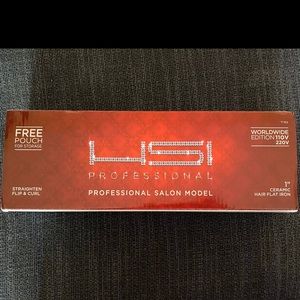 FREE
POUCH
FOR STORAGE
WORLDWIDE
EDITION 110V
220V
HSI
PROFESSIONAL
PROFESSIONAL SALON MODEL
STRAIGHTEN
FLIP & CURL
1"
CERAMIC
HAIR FLAT IRON